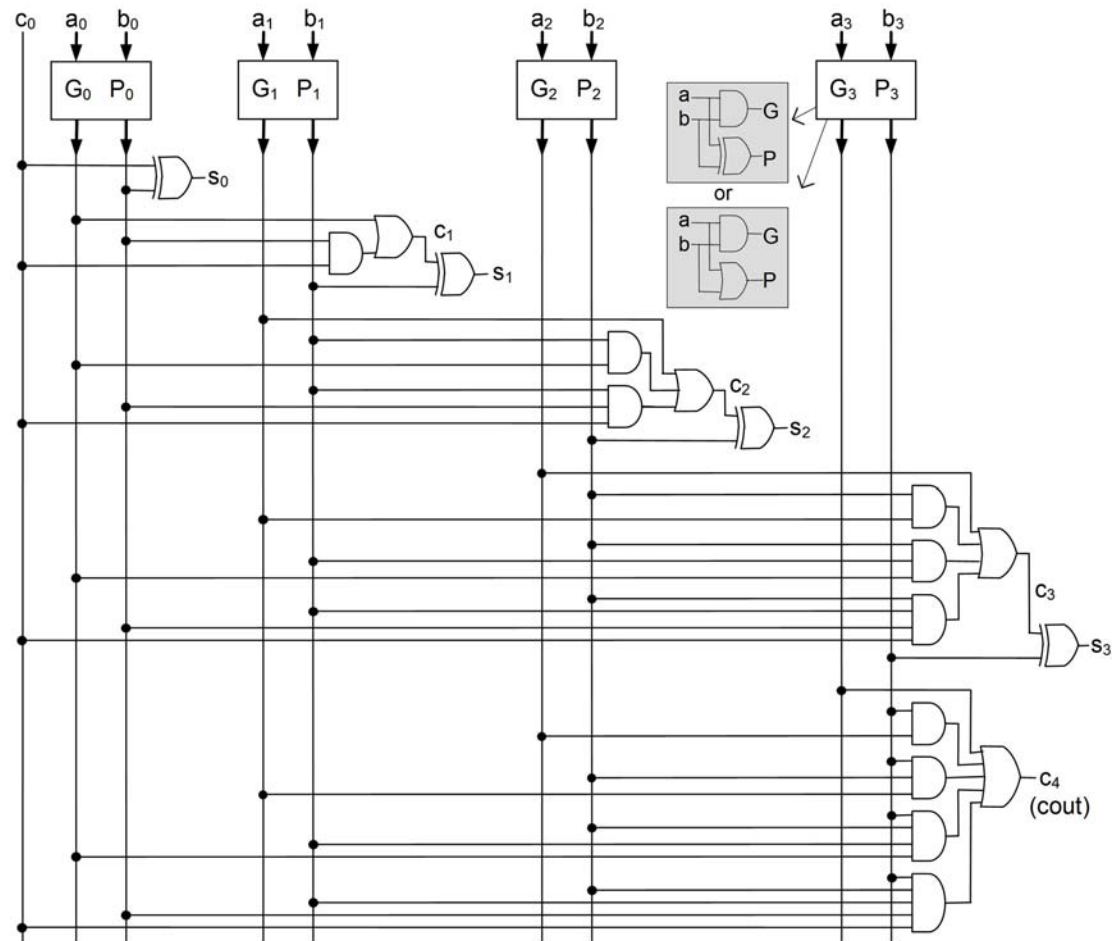 c₀ a₀ b₀ a₁ b₁ a₂ b₂ a₃ b₃
G₀ P₀ G₁ P₁ G₂ P₂ G₃ P₃
a G
b
P
s₀
or
a G
b
P
c₁
s₁
c₂
s₂
c₃
s₃
c₄
(cout)